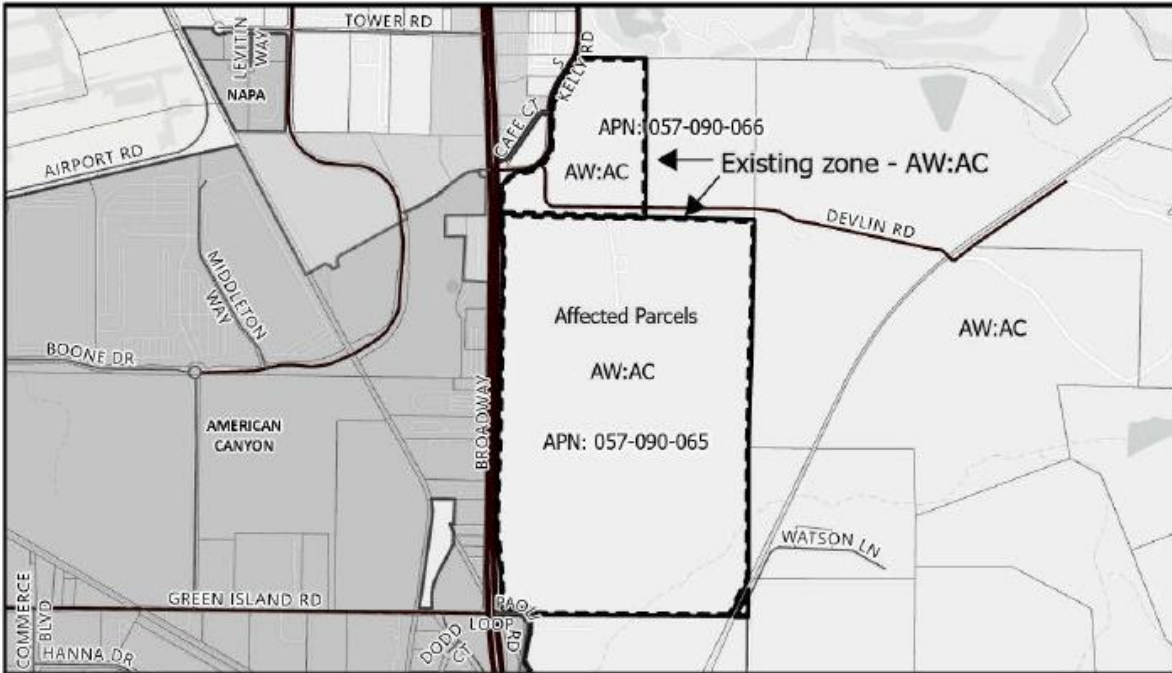 TOWER RD
LEVITIN
WAY
NAPA
S
KELLY RD
CAFE CT
APN: 057-090-066
AIRPORT RD
AW:AC
Existing zone - AW:AC
DEVLIN RD
MIDDLETON
WAY
Affected Parcels
AW:AC
AW:AC
BOONE DR
BROADWAY
AMERICAN
CANYON
APN: 057-090-065
WATSON LN
GREEN ISLAND RD
PAOLI
LOOP RD
COMMERCE
BLVD
DODD
CT
HANNA DR